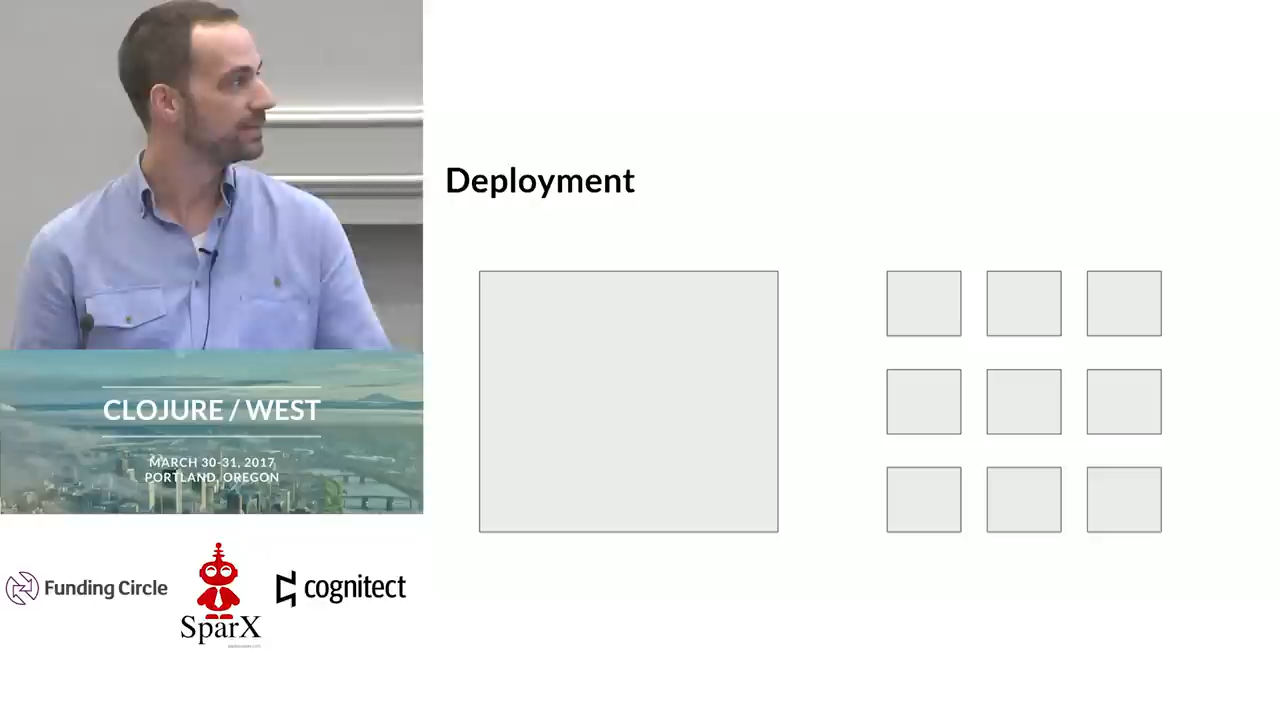 Deployment
CLOJURE / WEST
MARCH 30-31, 2017
PORTLAND, OREGON
Funding Circle
SparX
cognitect